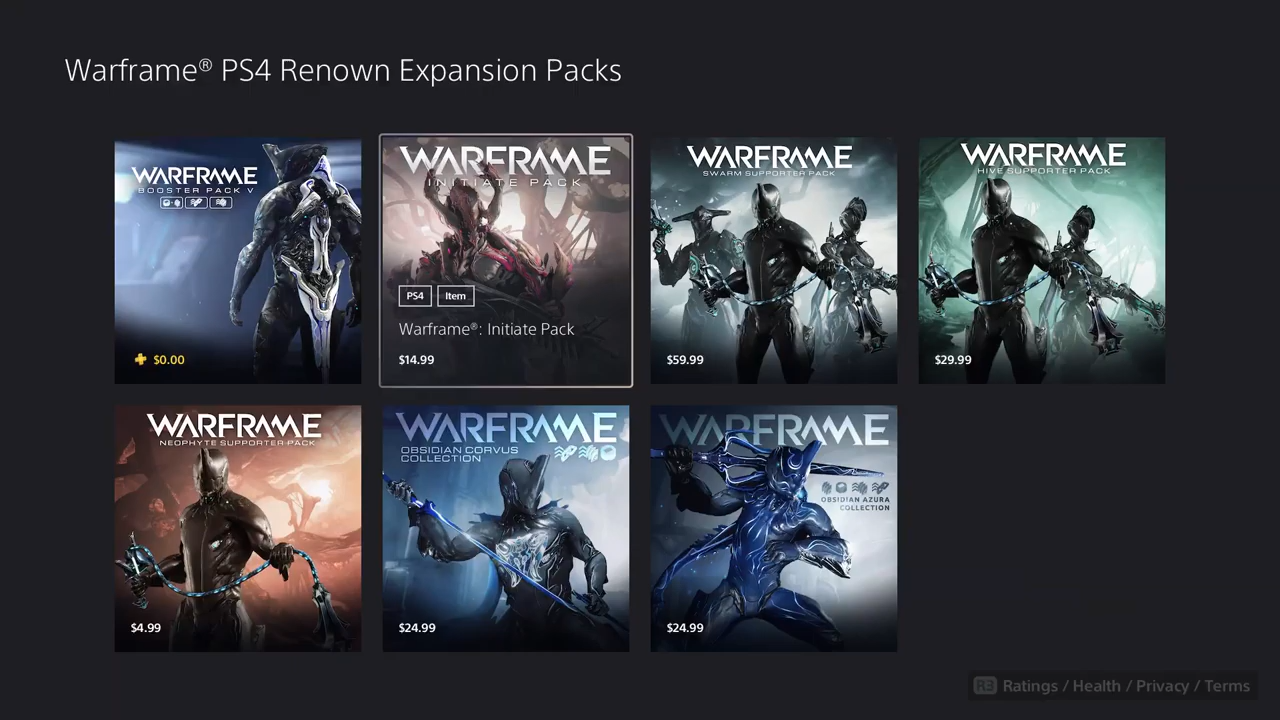 Warframe® PS4 Renown Expansion Packs
WARFRAME
BOOSTER PACK V
$0.00
WARFRAME
INITIATE PACK
PS4 Item
Warframe®: Initiate Pack
$14.99
WARFRAME
SWARM SUPPORTER PACK
$59.99
WARFRAME
HIVE SUPPORTER PACK
$29.99
WARFRAME
NEOPHYTE SUPPORTER PACK
$4.99
WARFRAME
OBSIDIAN CORVUS
COLLECTION
$24.99
WARFRAME
OBSIDIAN AZURA
COLLECTION
$24.99
R3 Ratings / Health / Privacy / Terms